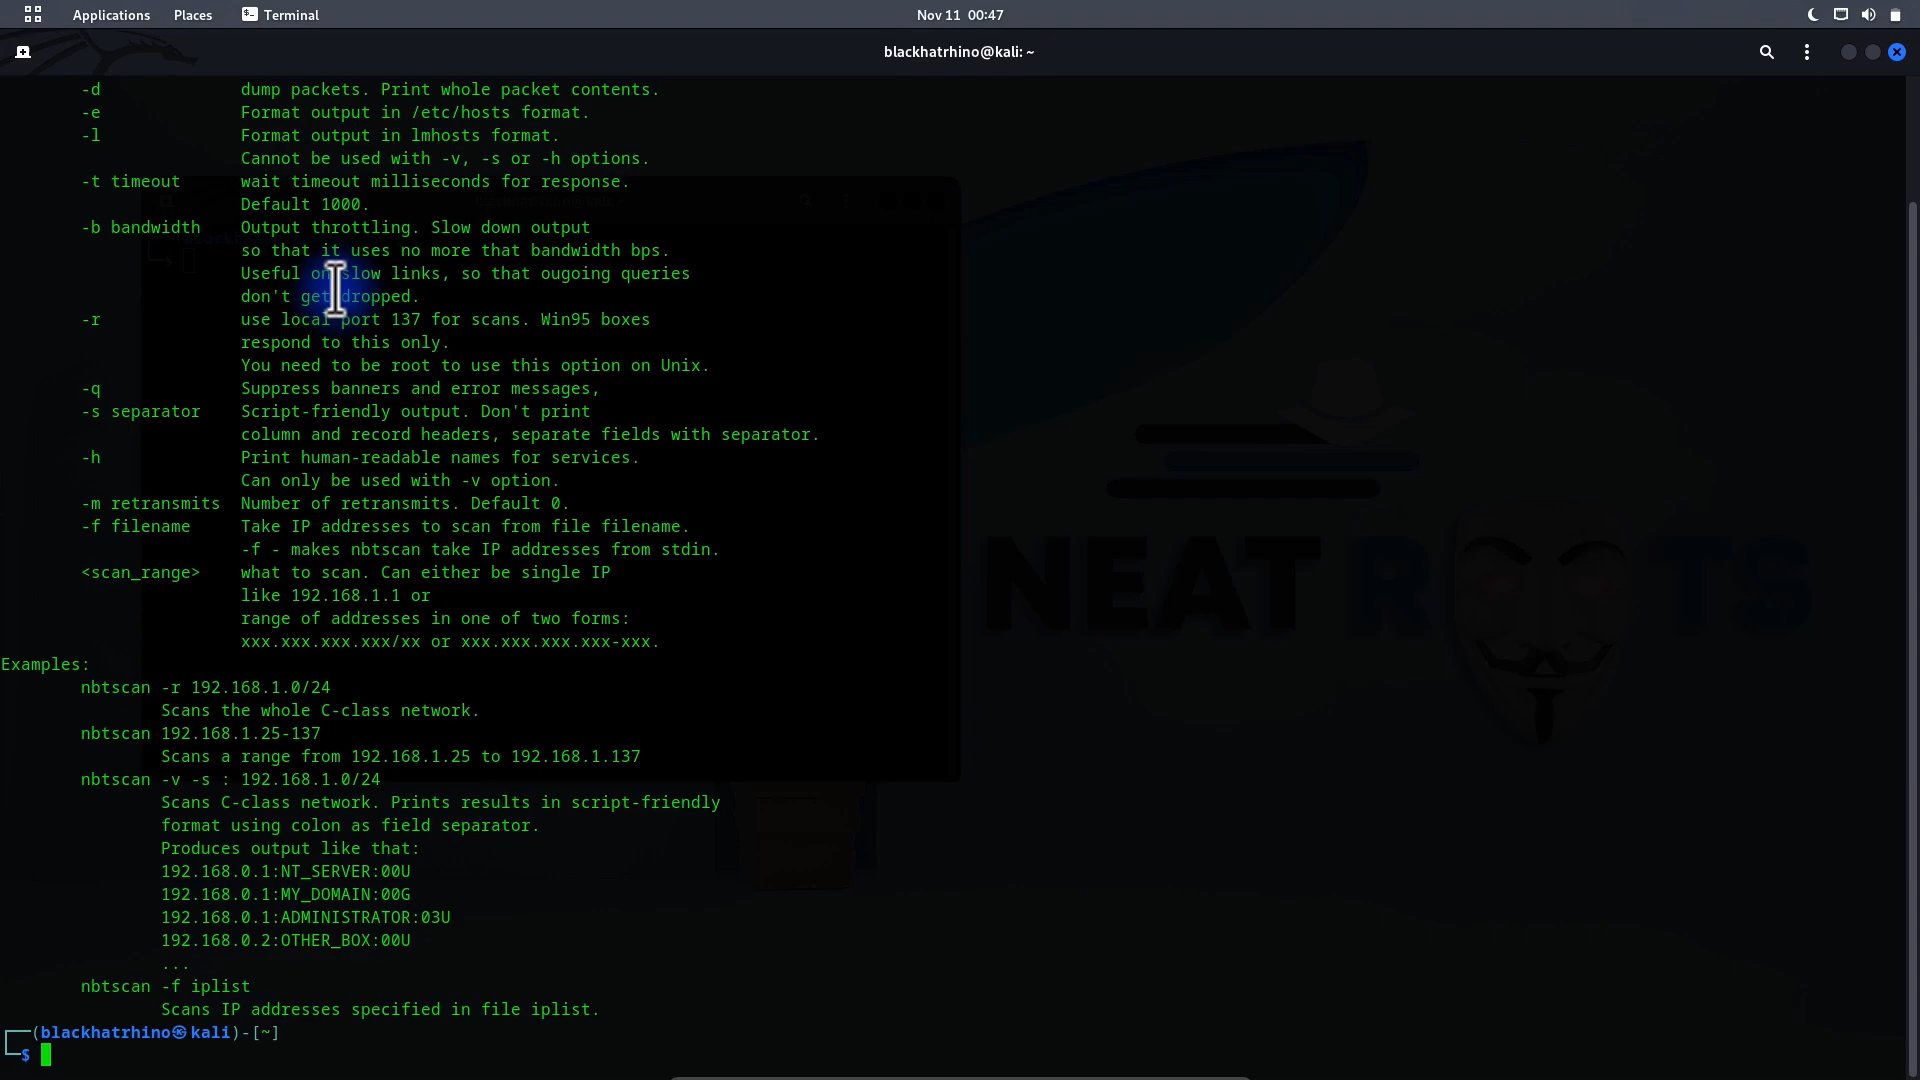 Applications Places Terminal Nov 11 00:47
blackhatrhino@kali: ~
-d dump packets. Print whole packet contents.
-e Format output in /etc/hosts format.
-l Format output in lmhosts format.
Cannot be used with -v, -s or -h options.
-t timeout wait timeout milliseconds for response.
Default 1000.
-b bandwidth Output throttling. Slow down output
so that it uses no more that bandwidth bps.
Useful on slow links, so that ougoing queries
don't get dropped.
-r use local port 137 for scans. Win95 boxes
respond to this only.
You need to be root to use this option on Unix.
-q Suppress banners and error messages,
-s separator Script-friendly output. Don't print
column and record headers, separate fields with separator.
-h Print human-readable names for services.
Can only be used with -v option.
-m retransmits Number of retransmits. Default 0.
-f filename Take IP addresses to scan from file filename.
-f - makes nbtscan take IP addresses from stdin.
<scan_range> what to scan. Can either be single IP
like 192.168.1.1 or
range of addresses in one of two forms:
xxx.xxx.xxx.xxx/xx or xxx.xxx.xxx.xxx-xxx.
Examples:
nbtscan -r 192.168.1.0/24
Scans the whole C-class network.
nbtscan 192.168.1.25-137
Scans a range from 192.168.1.25 to 192.168.1.137
nbtscan -v -s : 192.168.1.0/24
Scans C-class network. Prints results in script-friendly
format using colon as field separator.
Produces output like that:
192.168.0.1:NT_SERVER:00U
192.168.0.1:MY_DOMAIN:00G
192.168.0.1:ADMINISTRATOR:03U
192.168.0.2:OTHER_BOX:00U
...
nbtscan -f iplist
Scans IP addresses specified in file iplist.
(blackhatrhino㉿kali)-[~]
$
NEAT R TS